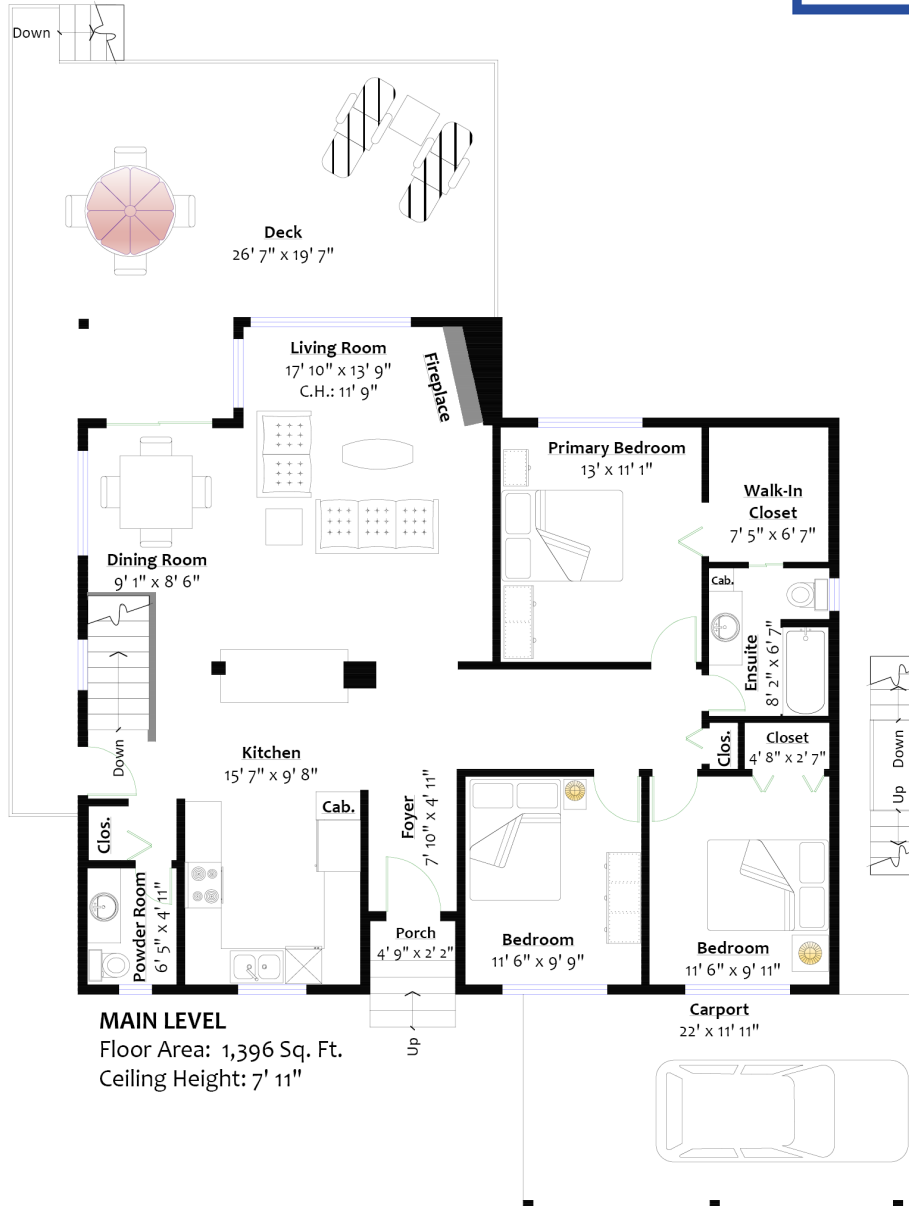 Down
Deck
26' 7" x 19' 7"
Living Room
17' 10" x 13' 9"
C.H.: 11' 9"
Fireplace
Primary Bedroom
13' x 11' 1"
Walk-In
Closet
7' 5" x 6' 7"
Dining Room
9' 1" x 8' 6"
Cab.
Ensuite
8' 2" x 6' 7"
Down
Kitchen
15' 7" x 9' 8"
Clos.
Closet
4' 8" x 2' 7"
Down
Up
Foyer
7' 10" x 4' 11"
Cab.
Clos.
Powder Room
6' 5" x 4' 11"
Porch
4' 9" x 2' 2"
Bedroom
11' 6" x 9' 9"
Bedroom
11' 6" x 9' 11"
Up
Carport
22' x 11' 11"
MAIN LEVEL
Floor Area: 1,396 Sq. Ft.
Ceiling Height: 7' 11"